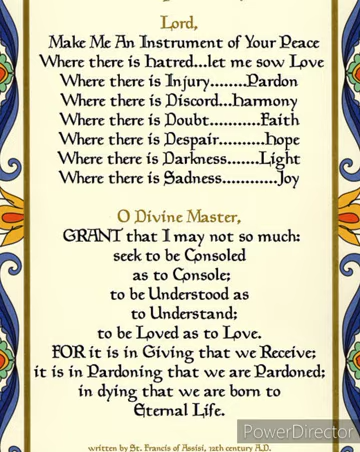 Lord,
Make Me An Instrument of Your Peace
Where there is hatred...let me sow Love
Where there is Injury........Pardon
Where there is Discord...harmony
Where there is Doubt...........Faith
Where there is Despair..........hope
Where there is Darkness.......Light
Where there is Sadness............Joy
O Divine Master,
GRANT that I may not so much:
seek to be Consoled
as to Console;
to be Understood as
to Understand;
to be Loved as to Love.
FOR it is in Giving that we Receive;
it is in Pardoning that we are Pardoned;
in dying that we are born to
Eternal Life.
PowerDirector
written by St. Francis of Assisi, 12th century A.D.